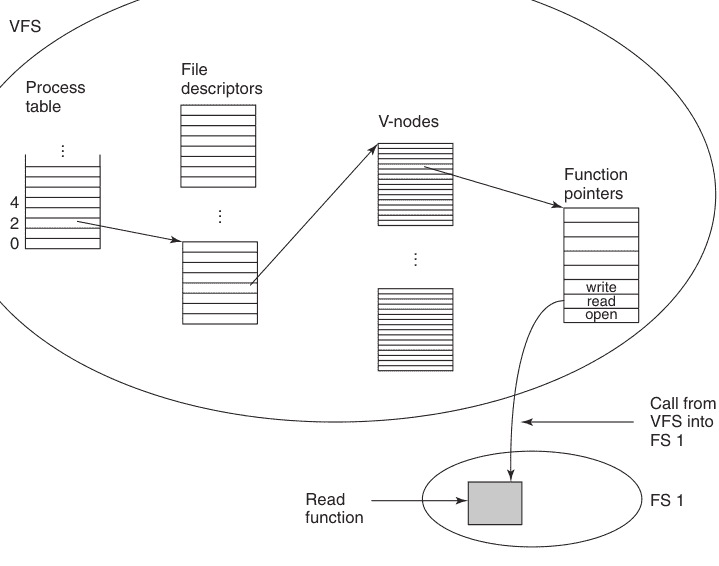 VFS
Process
table
File
descriptors
V-nodes
Function
pointers
⋮
4
2
0
⋮
⋮
write
read
open
Call from
VFS into
FS 1
Read
function
FS 1